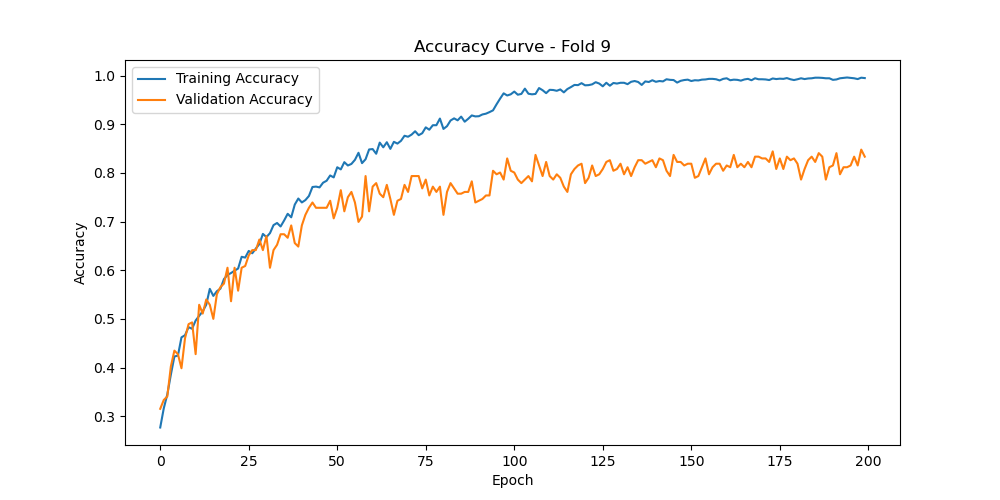 Accuracy Curve - Fold 9
Training Accuracy
Validation Accuracy
1.0
0.9
0.8
0.7
0.6
0.5
0.4
0.3
Accuracy
0 25 50 75 100 125 150 175 200
Epoch